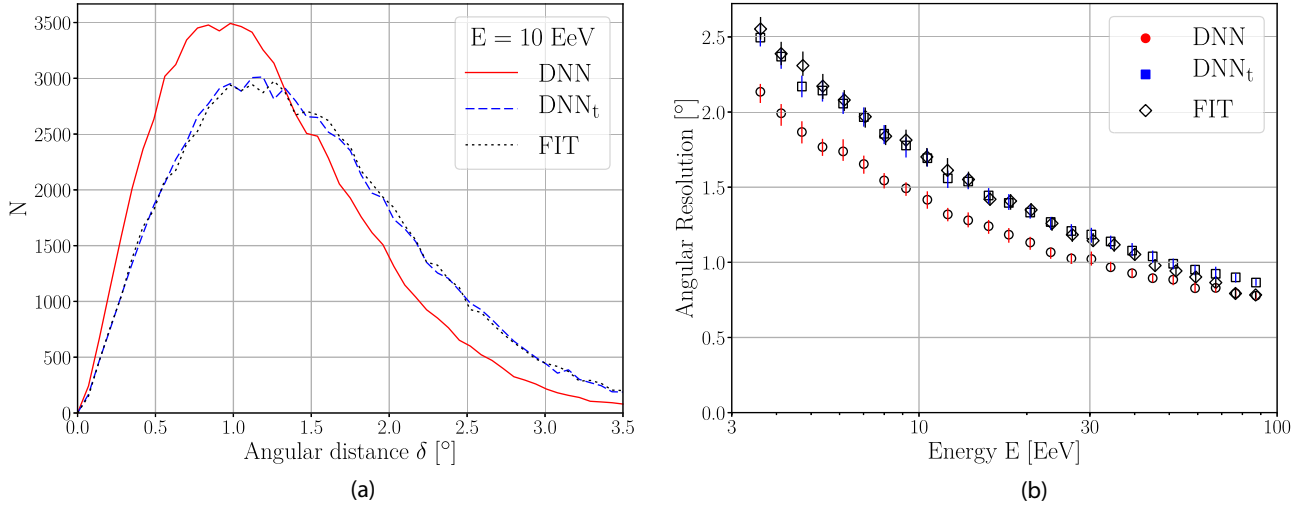 3500
3000
2500
2000
1500
1000
500
0
N
0.0 0.5 1.0 1.5 2.0 2.5 3.0 3.5
Angular distance δ [°]
E = 10 EeV
DNN
DNNₜ
FIT
(a)
2.5
2.0
1.5
1.0
0.5
0.0
Angular Resolution [°]
3 10 30 100
Energy E [EeV]
DNN
DNNₜ
FIT
(b)